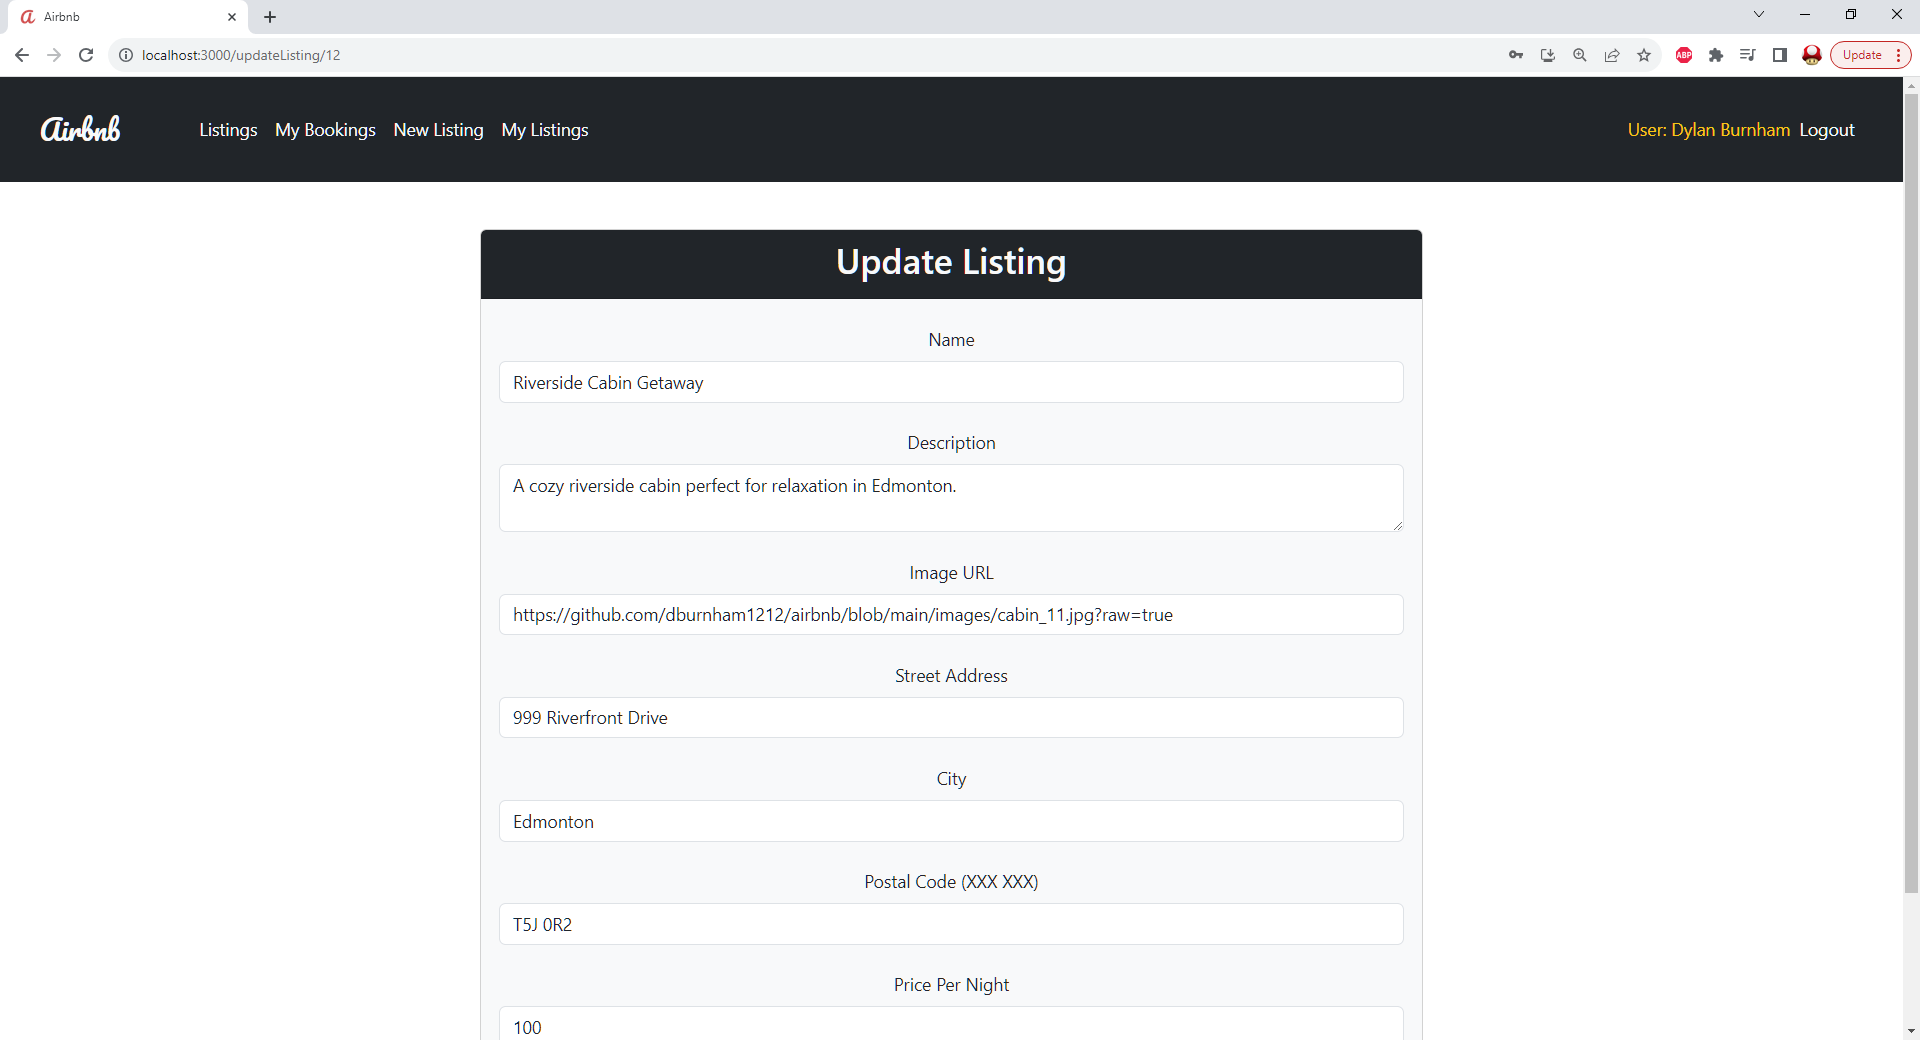 Airbnb
localhost:3000/updateListing/12
ABP
Update
Airbnb
Listings My Bookings New Listing My Listings
User: Dylan Burnham Logout
Update Listing
Name
Riverside Cabin Getaway
Description
A cozy riverside cabin perfect for relaxation in Edmonton.
Image URL
https://github.com/dburnham1212/airbnb/blob/main/images/cabin_11.jpg?raw=true
Street Address
999 Riverfront Drive
City
Edmonton
Postal Code (XXX XXX)
T5J 0R2
Price Per Night
100